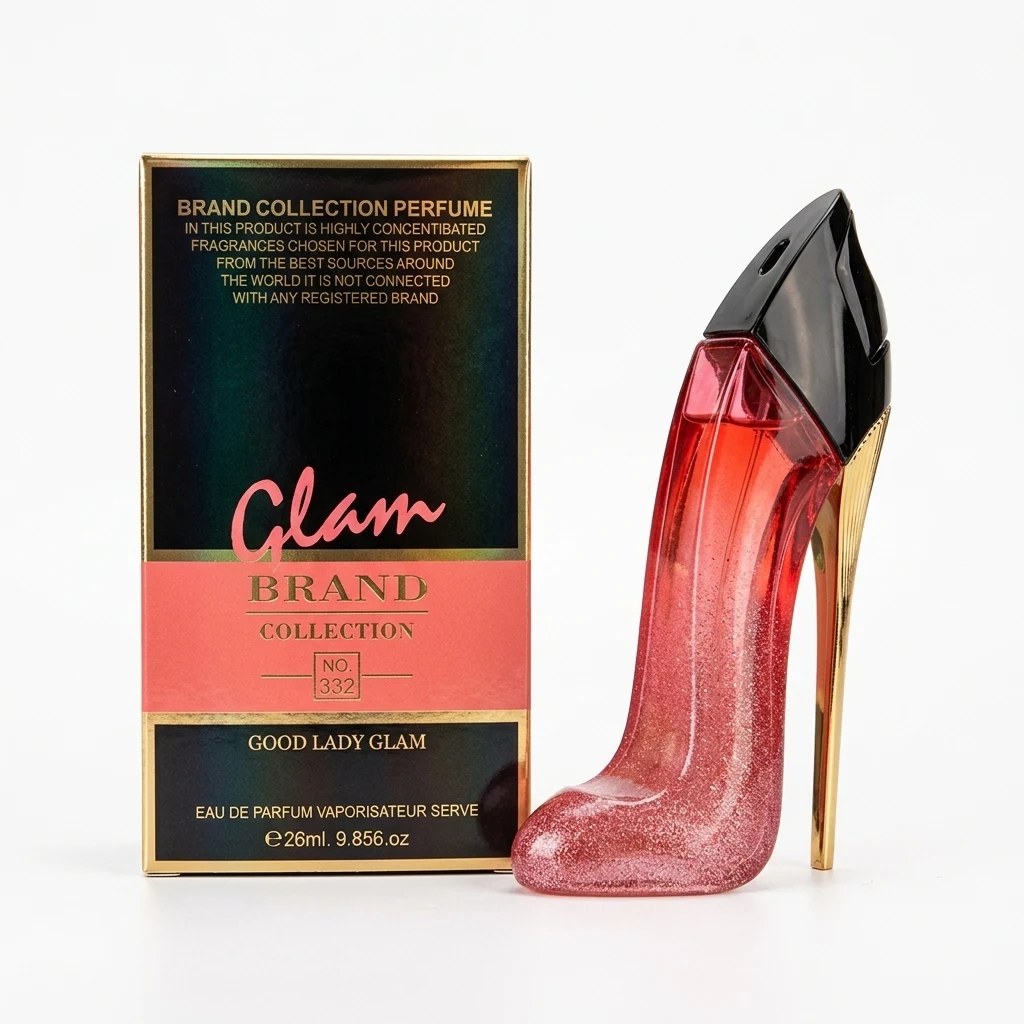 BRAND COLLECTION PERFUME
IN THIS PRODUCT IS HIGHLY CONCENTIBATED
FRAGRANCES CHOSEN FOR THIS PRODUCT
FROM THE BEST SOURCES AROUND
THE WORLD IT IS NOT CONNECTED
WITH ANY REGISTERED BRAND
Glam
BRAND
COLLECTION
NO.
332
GOOD LADY GLAM
EAU DE PARFUM VAPORISATEUR SERVE
℮26ml. 9.856.oz